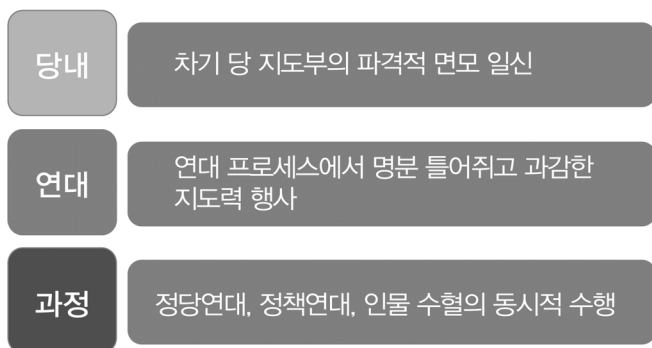 당내
차기 당 지도부의 파격적 면모 일신
연대
연대 프로세스에서 명분 틀어쥐고 과감한
지도력 행사
과정
정당연대, 정책연대, 인물 수혈의 동시적 수행